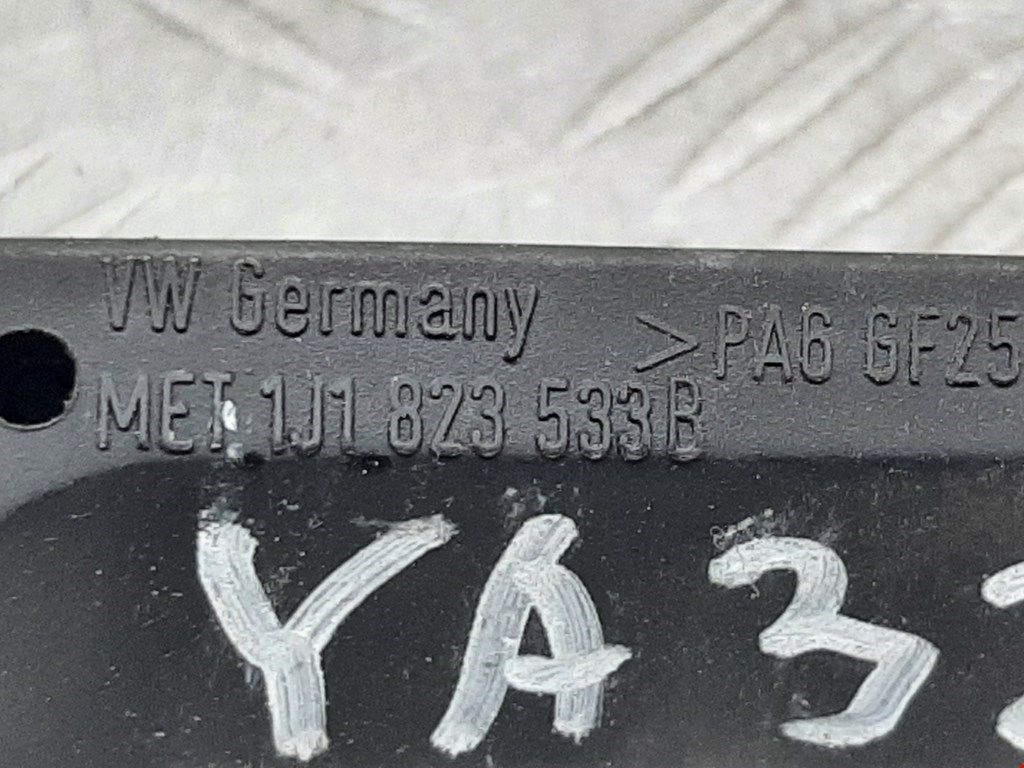 VW Germany
> PA6 GF25
MET 1J1 823 533 B
YA3